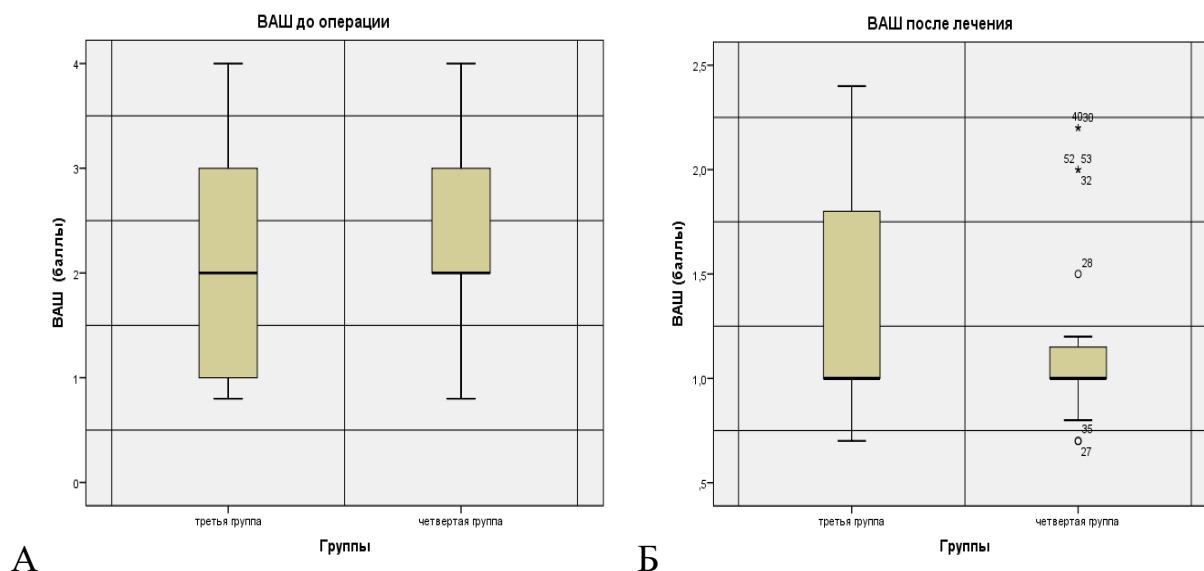 ВАШ до операции
ВАШ (баллы)
4
3
2
1
0
третья группа четвертая группа
Группы
А
ВАШ после лечения
ВАШ (баллы)
2,5
2,0
1,5
1,0
,5
4030
*
52 53
*
32
28
35
27
третья группа четвертая группа
Группы
Б